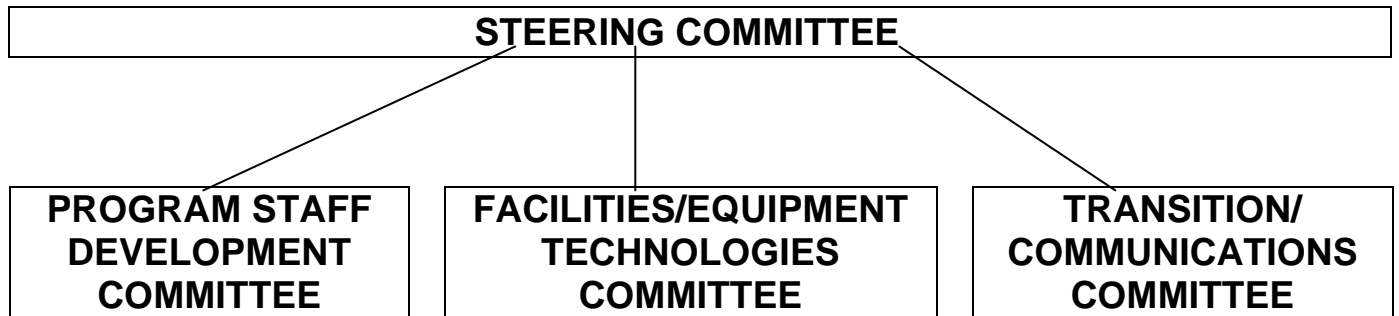 STEERING COMMITTEE
PROGRAM STAFF
DEVELOPMENT
COMMITTEE
FACILITIES/EQUIPMENT
TECHNOLOGIES
COMMITTEE
TRANSITION/
COMMUNICATIONS
COMMITTEE